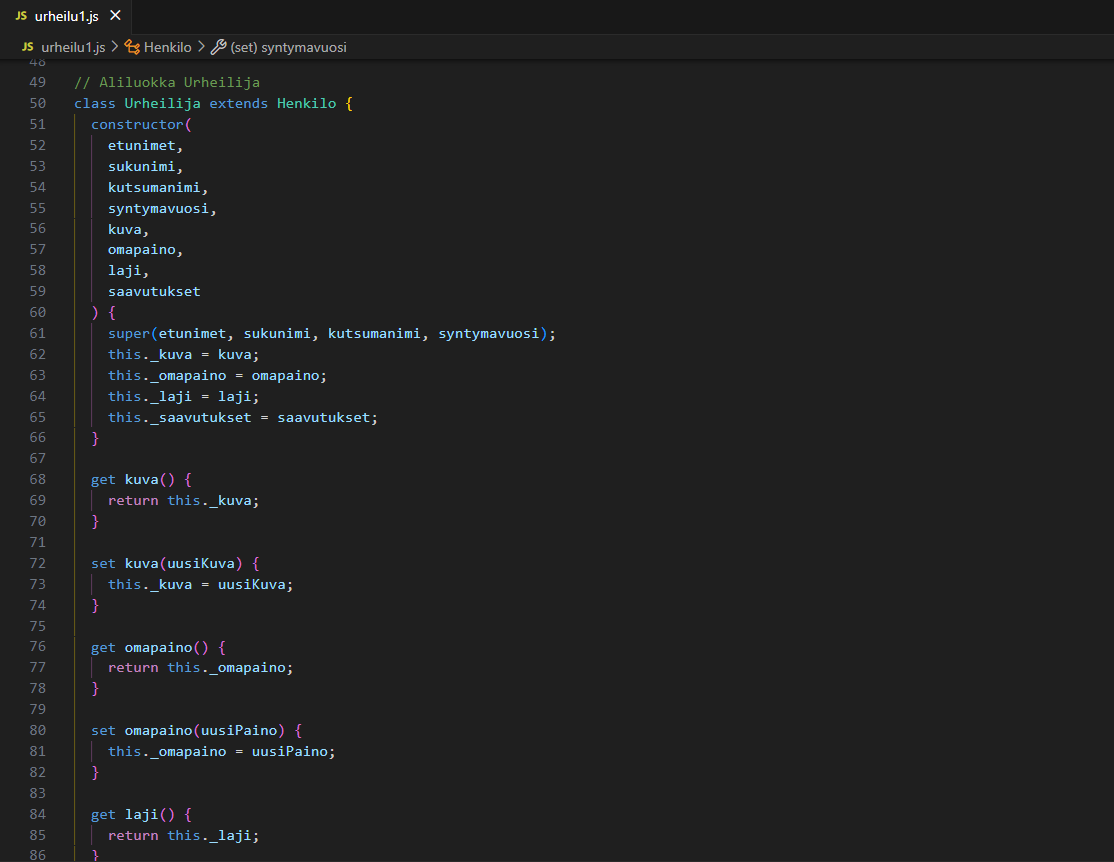 JS urheilu1.js
JS urheilu1.js > Henkilo > (set) syntymavuosi
48
49 // Aliluokka Urheilija
50 class Urheilija extends Henkilo {
51 constructor(
52 etunimet,
53 sukunimi,
54 kutsumanimi,
55 syntymavuosi,
56 kuva,
57 omapaino,
58 laji,
59 saavutukset
60 ) {
61 super(etunimet, sukunimi, kutsumanimi, syntymavuosi);
62 this._kuva = kuva;
63 this._omapaino = omapaino;
64 this._laji = laji;
65 this._saavutukset = saavutukset;
66 }
67
68 get kuva() {
69 return this._kuva;
70 }
71
72 set kuva(uusiKuva) {
73 this._kuva = uusiKuva;
74 }
75
76 get omapaino() {
77 return this._omapaino;
78 }
79
80 set omapaino(uusiPaino) {
81 this._omapaino = uusiPaino;
82 }
83
84 get laji() {
85 return this._laji;
86 }